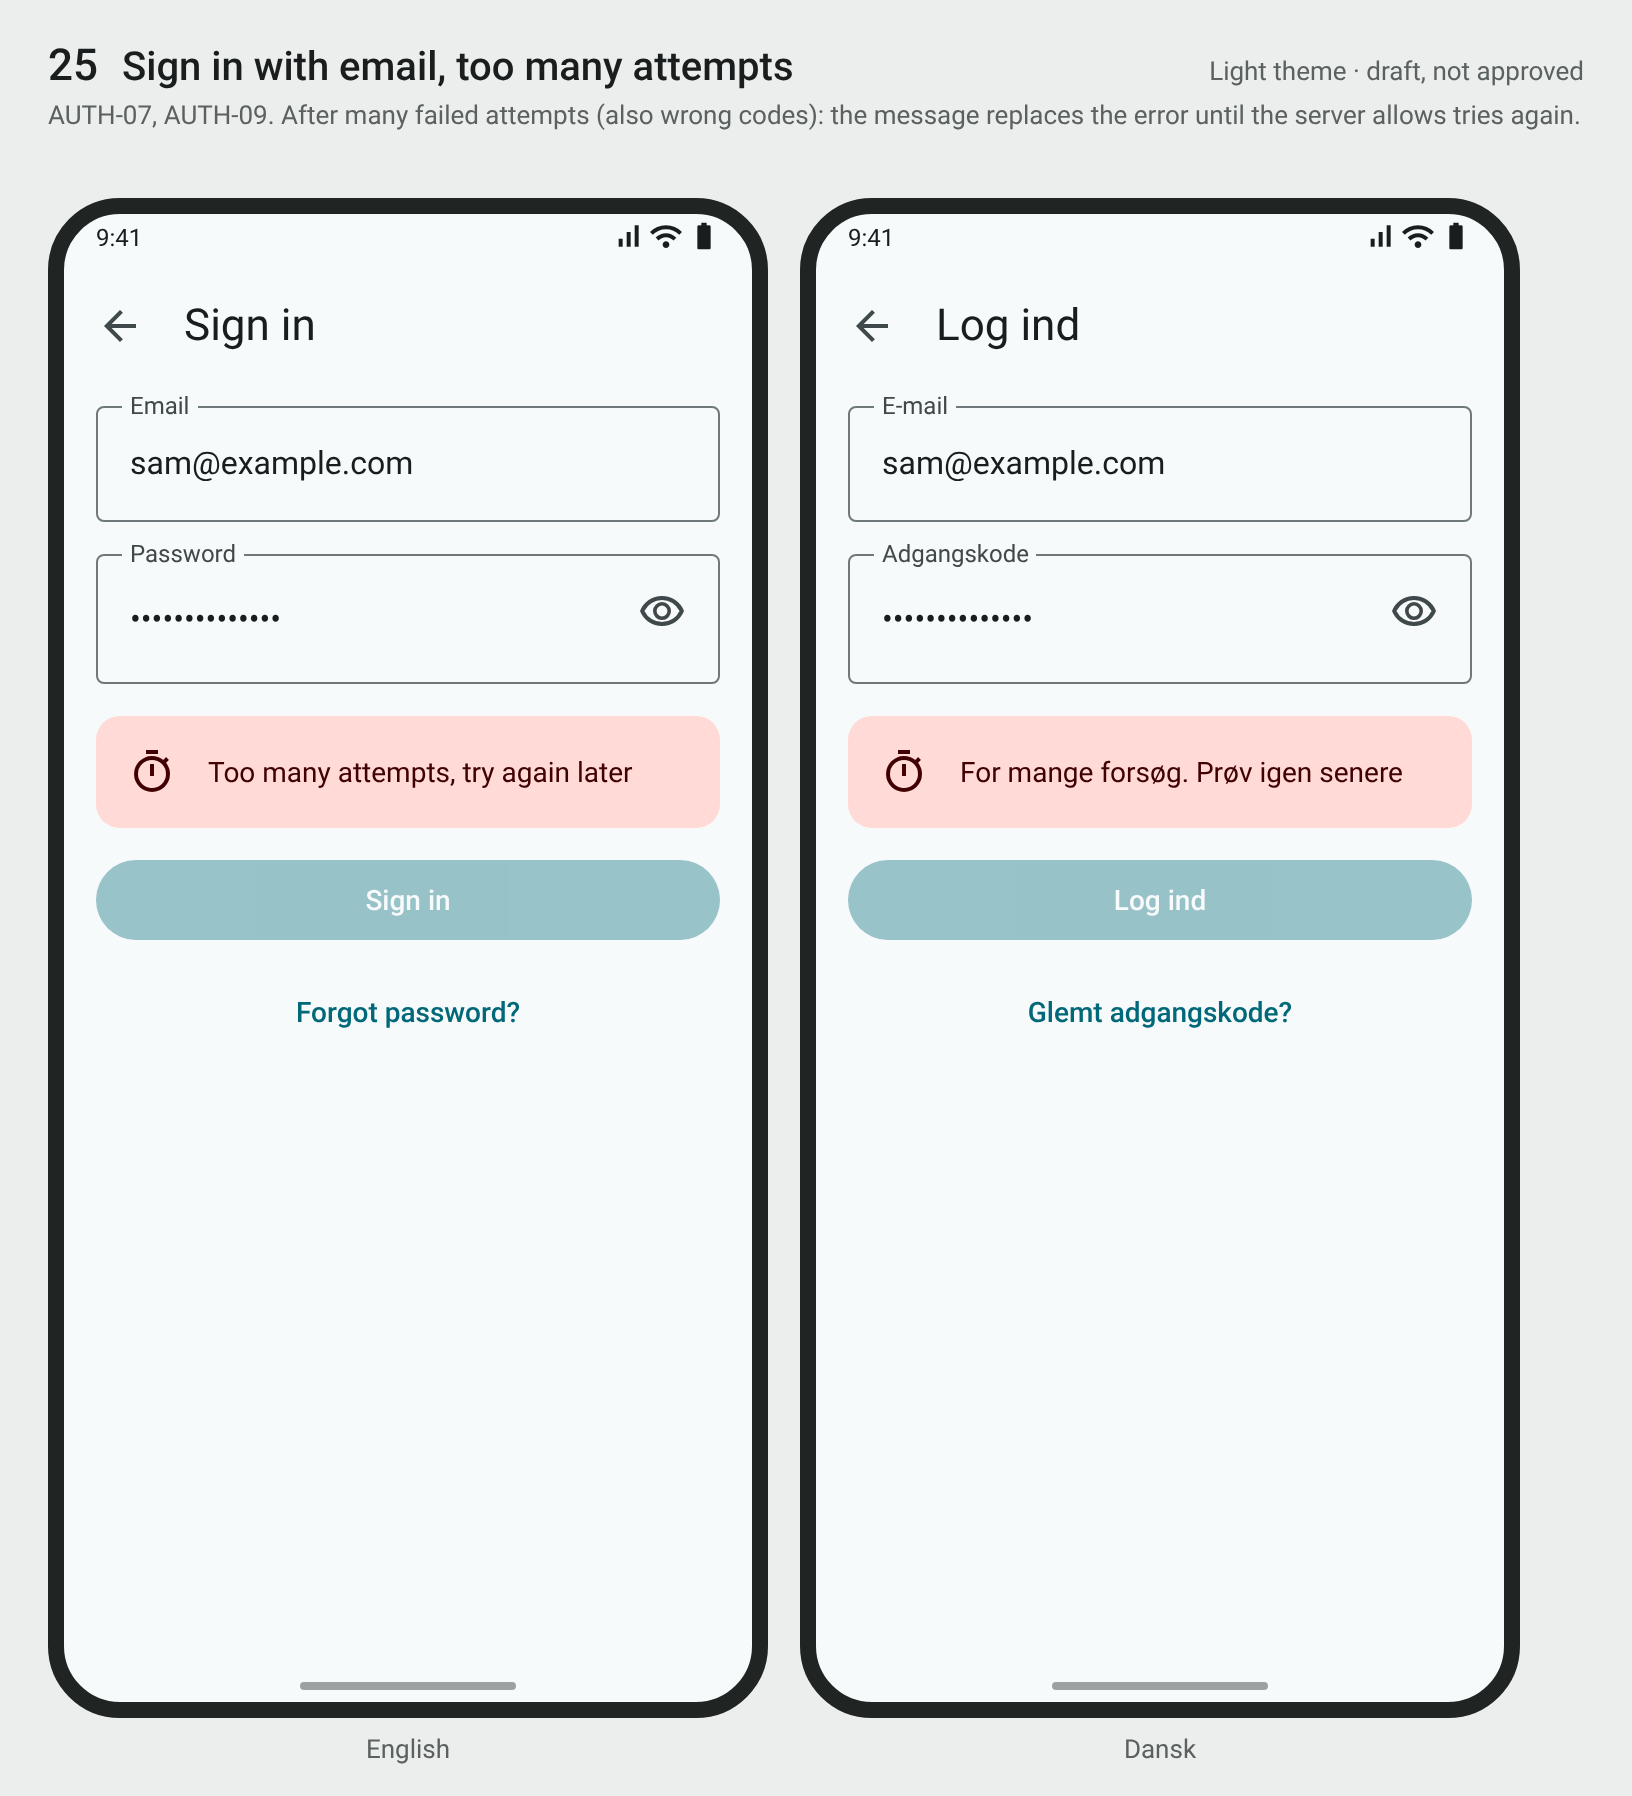 25 Sign in with email, too many attempts
Light theme · draft, not approved
AUTH-07, AUTH-09. After many failed attempts (also wrong codes): the message replaces the error until the server allows tries again.
9:41
Sign in
Email
sam@example.com
Password
••••••••••••••
Too many attempts, try again later
Sign in
Forgot password?
English
9:41
Log ind
E-mail
sam@example.com
Adgangskode
••••••••••••••
For mange forsøg. Prøv igen senere
Log ind
Glemt adgangskode?
Dansk